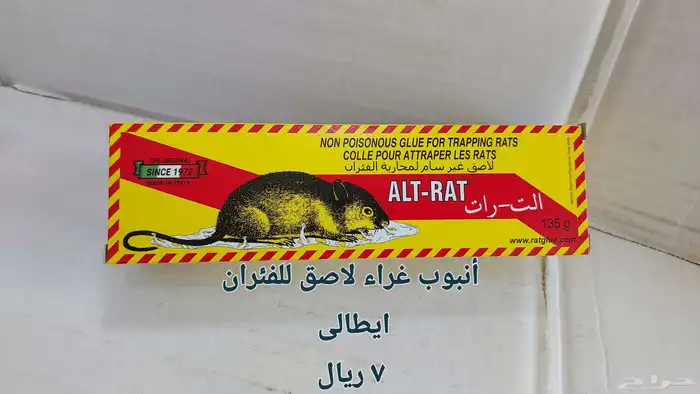 NON POISONOUS GLUE FOR TRAPPING RATS
COLLE POUR ATTRAPER LES RATS
لاصق غير سام لمحاربة الفئران
THE ORIGINAL
SINCE 1972
MADE IN ITALY
ALT-RAT
الت-رات
135 g
www.ratglue.com
أنبوب غراء لاصق للفئران
ايطالى
٧ ريال
حراج